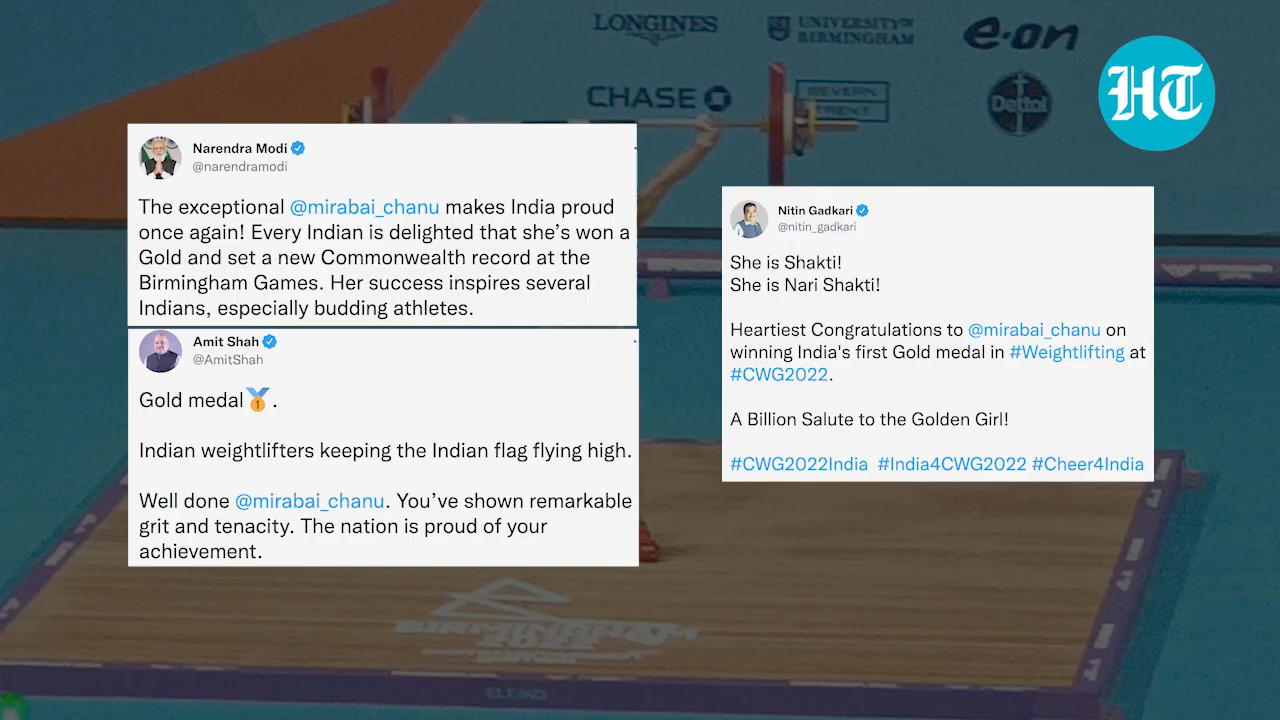 LONGINES
UNIVERSITY OF
BIRMINGHAM
e·on
CHASE
SEVERN
TRENT
Dettol
HT
Narendra Modi
@narendramodi
The exceptional @mirabai_chanu makes India proud
once again! Every Indian is delighted that she’s won a
Gold and set a new Commonwealth record at the
Birmingham Games. Her success inspires several
Indians, especially budding athletes.
Amit Shah
@AmitShah
Gold medal🥇.
Indian weightlifters keeping the Indian flag flying high.
Well done @mirabai_chanu. You’ve shown remarkable
grit and tenacity. The nation is proud of your
achievement.
Nitin Gadkari
@nitin_gadkari
She is Shakti!
She is Nari Shakti!
Heartiest Congratulations to @mirabai_chanu on
winning India's first Gold medal in #Weightlifting at
#CWG2022.
A Billion Salute to the Golden Girl!
#CWG2022India #India4CWG2022 #Cheer4India
BIRMINGHAM
2022
ELEIKO